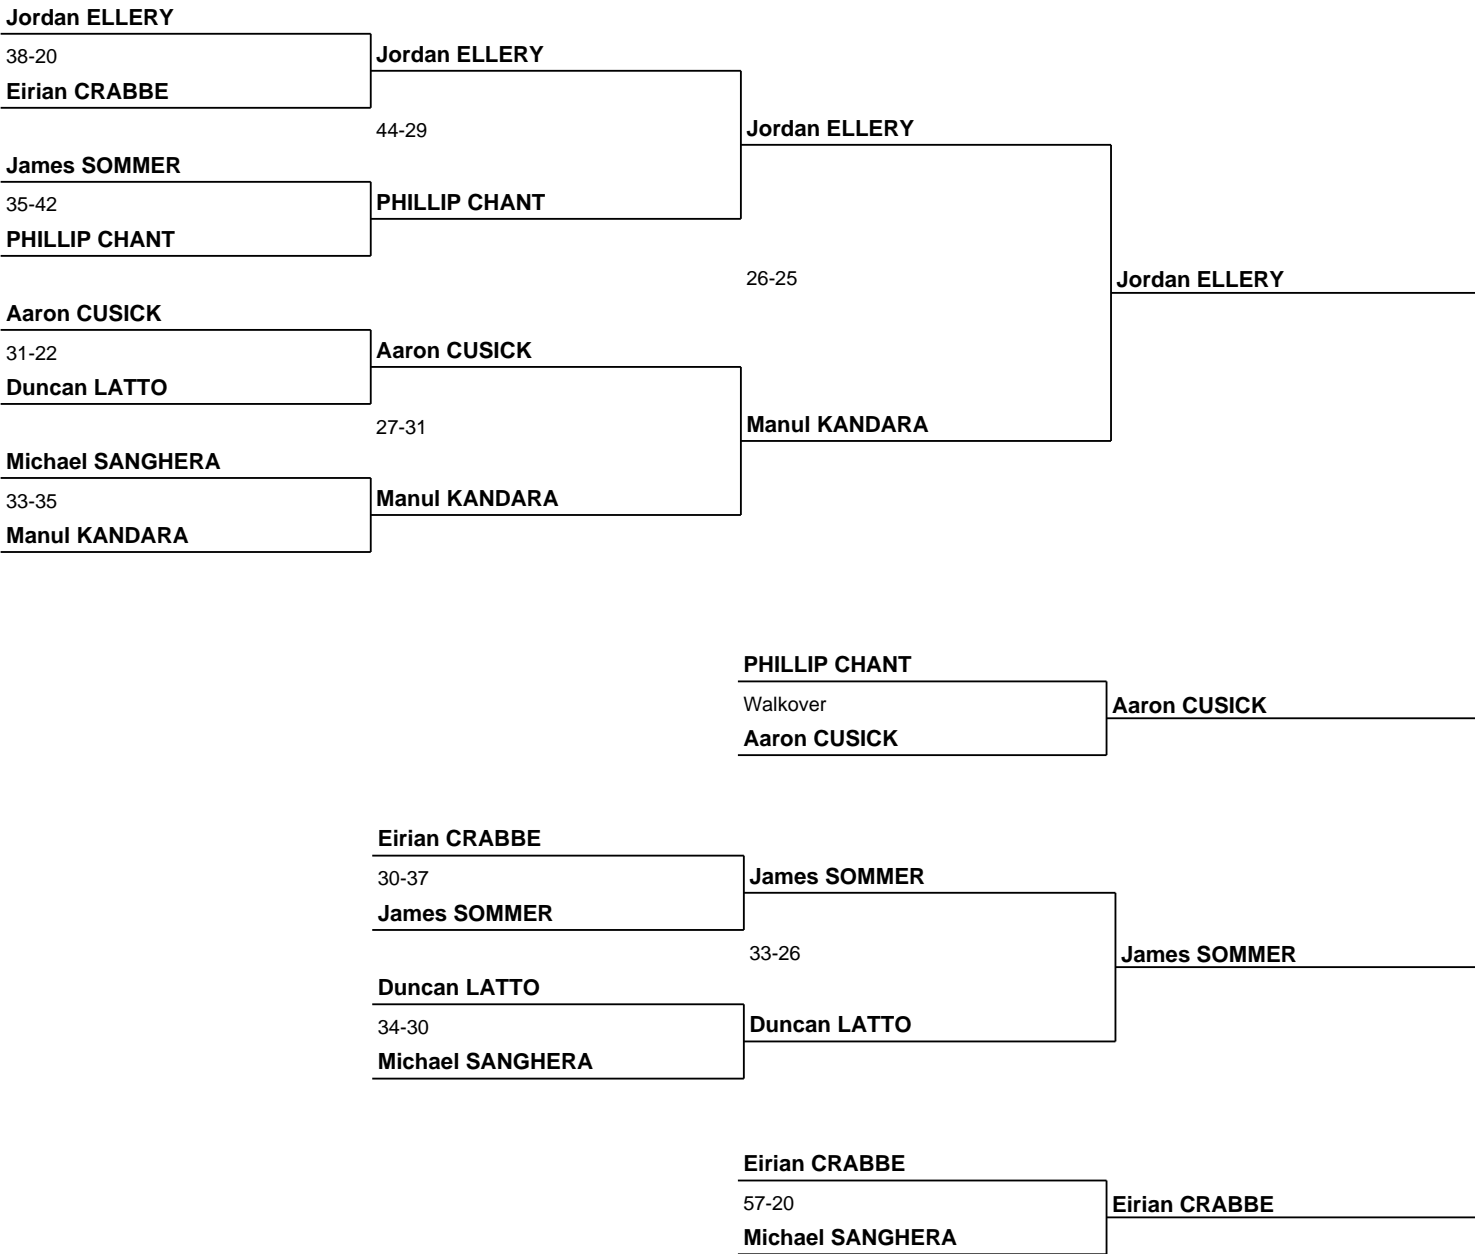 Jordan ELLERY
38-20
Jordan ELLERY
Eirian CRABBE
44-29
Jordan ELLERY
James SOMMER
35-42
PHILLIP CHANT
PHILLIP CHANT
26-25
Jordan ELLERY
Aaron CUSICK
31-22
Aaron CUSICK
Duncan LATTO
27-31
Manul KANDARA
Michael SANGHERA
33-35
Manul KANDARA
Manul KANDARA
PHILLIP CHANT
Walkover
Aaron CUSICK
Aaron CUSICK
Eirian CRABBE
30-37
James SOMMER
James SOMMER
33-26
James SOMMER
Duncan LATTO
34-30
Duncan LATTO
Michael SANGHERA
Eirian CRABBE
57-20
Eirian CRABBE
Michael SANGHERA